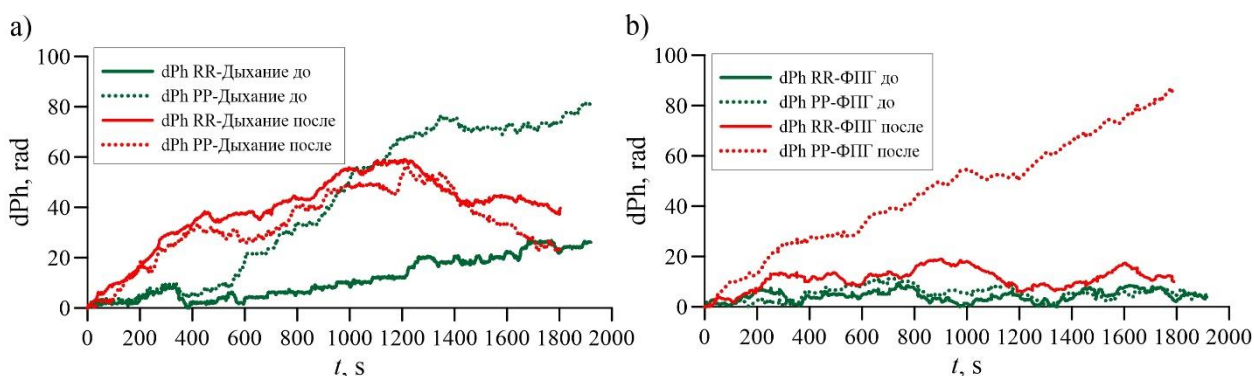 a)
100
80
60
40
20
0
dPh, rad
dPh RR-Дыхание до
dPh PP-Дыхание до
dPh RR-Дыхание после
dPh PP-Дыхание после
0 200 400 600 800 1000 1200 1400 1600 1800 2000
t, s
b)
100
80
60
40
20
0
dPh, rad
dPh RR-ФПГ до
dPh PP-ФПГ до
dPh RR-ФПГ после
dPh PP-ФПГ после
0 200 400 600 800 1000 1200 1400 1600 1800 2000
t, s